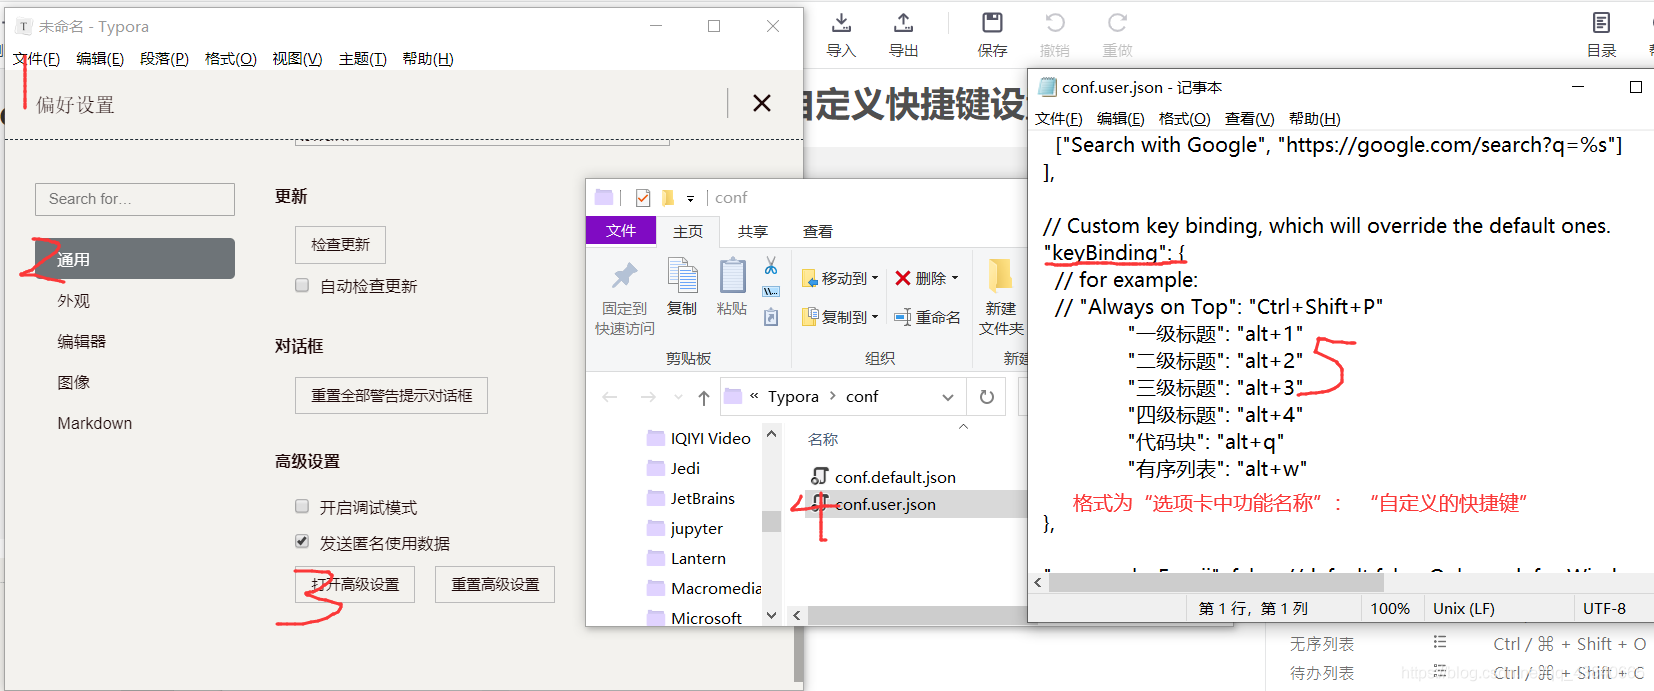 未命名 - Typora
文件(F) 编辑(E) 段落(P) 格式(O) 视图(V) 主题(T) 帮助(H)
1
偏好设置
Search for...
2
通用
外观
编辑器
图像
Markdown
更新
检查更新
自动检查更新
对话框
重置全部警告提示对话框
高级设置
开启调试模式
发送匿名使用数据
打开高级设置 重置高级设置
3
导入 导出 保存 撤销 重做 目录
自定义快捷键设
conf
文件 主页 共享 查看
固定到
快速访问
复制
粘贴
移动到
复制到
删除
重命名
新建
文件夹
剪贴板 组织 新建
« Typora > conf
IQIYI Video
Jedi
JetBrains
jupyter
Lantern
Macromedia
Microsoft
名称
conf.default.json
4
conf.user.json
conf.user.json - 记事本
文件(F) 编辑(E) 格式(O) 查看(V) 帮助(H)
["Search with Google", "https://google.com/search?q=%s"]
],
// Custom key binding, which will override the default ones.
"keyBinding": {
// for example:
// "Always on Top": "Ctrl+Shift+P"
"一级标题": "alt+1"
"二级标题": "alt+2"
"三级标题": "alt+3"
5
"四级标题": "alt+4"
"代码块": "alt+q"
"有序列表": "alt+w"
格式为“选项卡中功能名称”： “自定义的快捷键”
},
第 1 行，第 1 列 100% Unix (LF) UTF-8
无序列表 Ctrl / ⌘ + Shift + O
待办列表 Ctrl / ⌘ + Shift + C